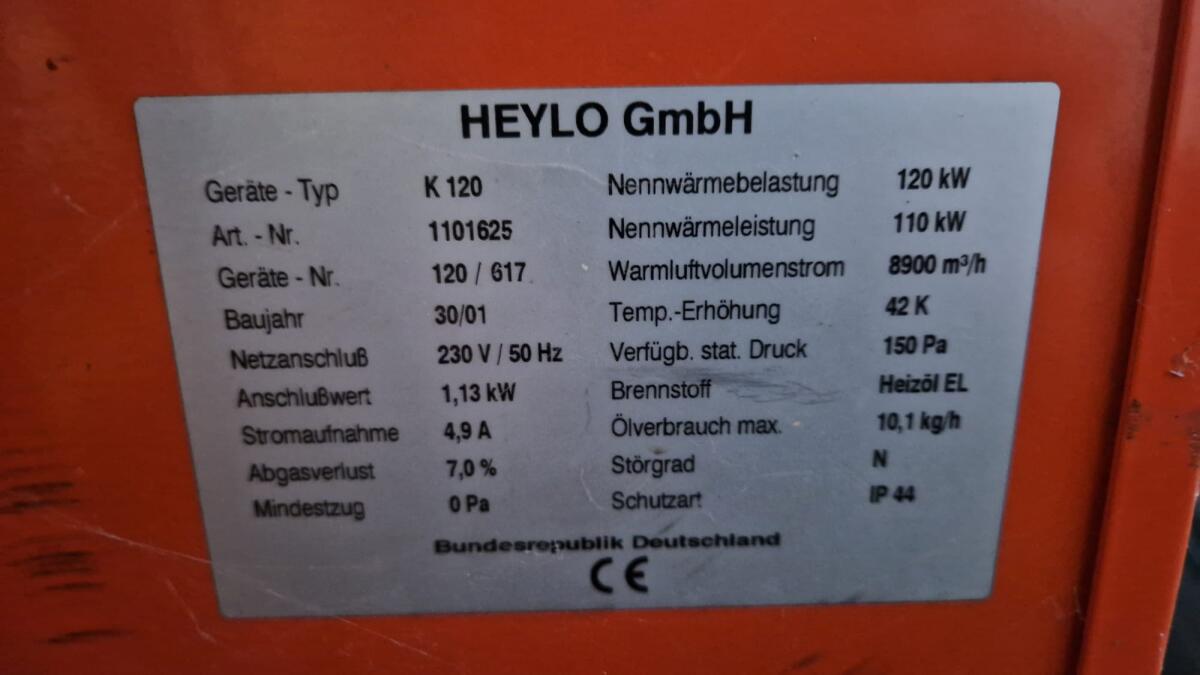 HEYLO GmbH
Geräte - Typ K 120 Nennwärmebelastung 120 kW
Art. - Nr. 1101625 Nennwärmeleistung 110 kW
Geräte - Nr. 120 / 617 Warmluftvolumenstrom 8900 m³/h
Baujahr 30/01 Temp.-Erhöhung 42 K
Netzanschluß 230 V / 50 Hz Verfügb. stat. Druck 150 Pa
Anschlußwert 1,13 kW Brennstoff Heizöl EL
Stromaufnahme 4,9 A Ölverbrauch max. 10,1 kg/h
Abgasverlust 7,0 % Störgrad N
Mindestzug 0 Pa Schutzart IP 44
Bundesrepublik Deutschland
CE